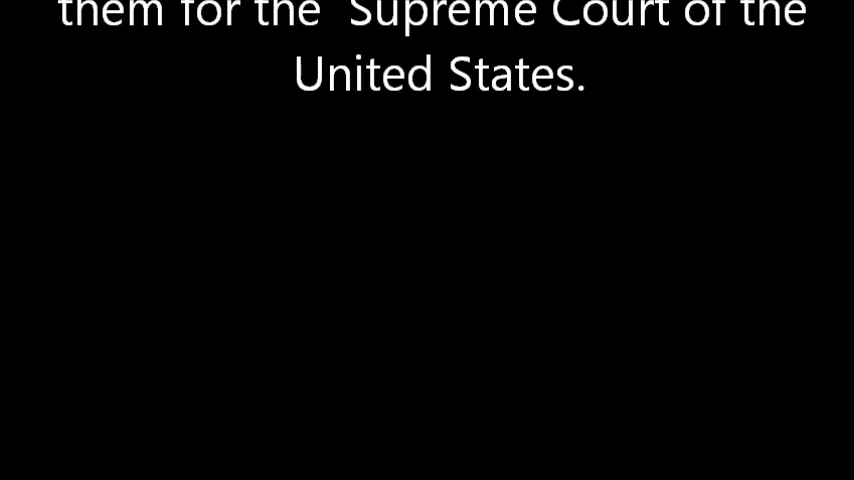 them for the  Supreme Court of the
United States.